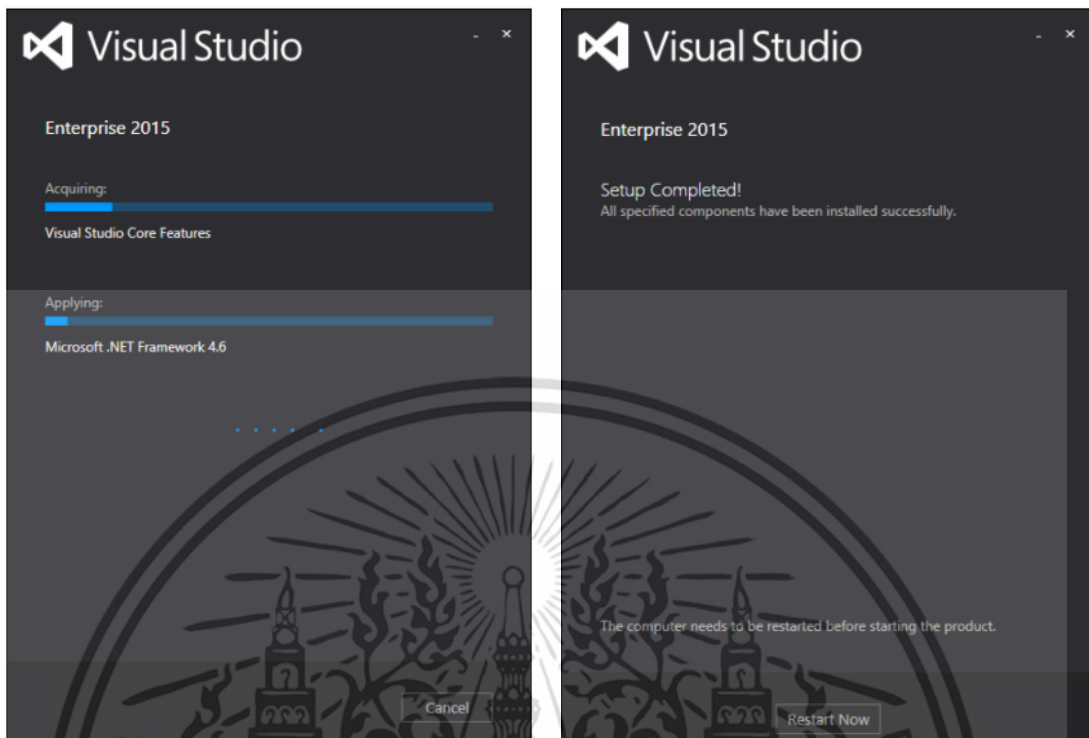 Visual Studio
Enterprise 2015
Acquiring:
Visual Studio Core Features
Applying:
Microsoft .NET Framework 4.6
Cancel
Visual Studio
Enterprise 2015
Setup Completed!
All specified components have been installed successfully.
The computer needs to be restarted before starting the product.
Restart Now